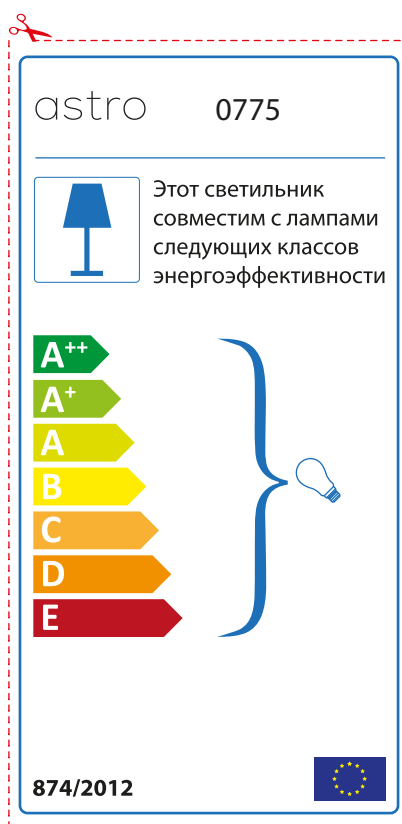 astro 0775
Этот светильник
совместим с лампами
следующих классов
энергоэффективности
A++
A+
A
B
C
D
E
874/2012